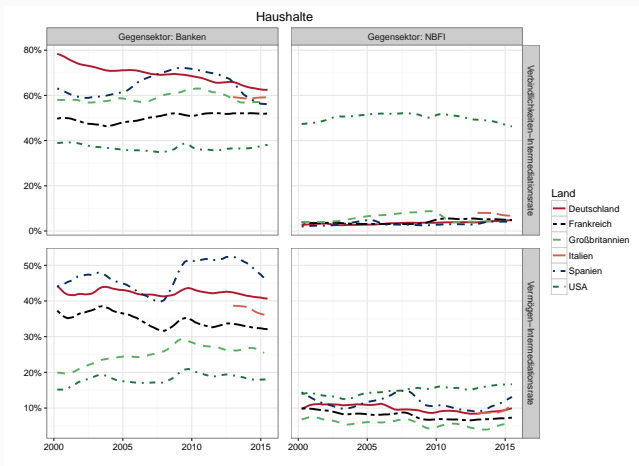 Haushalte
Gegensektor: Banken
Gegensektor: NBFI
80%
60%
40%
20%
0%
Verbindlichkeiten−Intermediationsrate
50%
40%
30%
20%
10%
Vermögen−Intermediationsrate
2000
2005
2010
2015
2000
2005
2010
2015
Land
Deutschland
Frankreich
Großbritannien
Italien
Spanien
USA